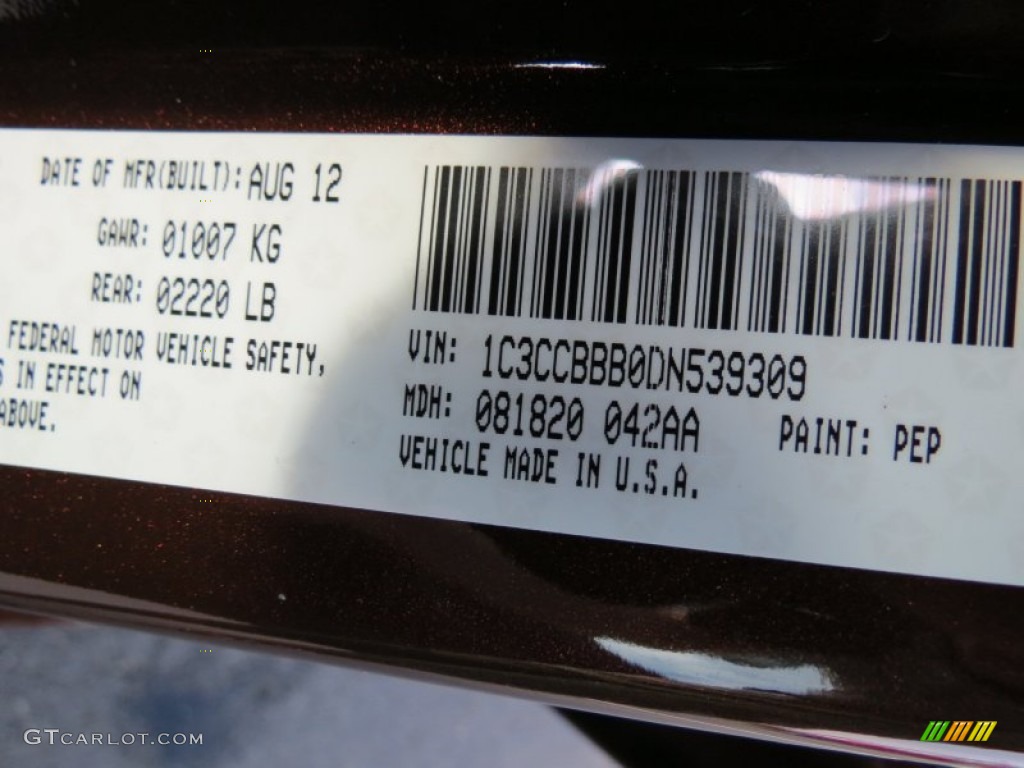 DATE OF MFR(BUILT): AUG 12
GAWR: 01007 KG
REAR: 02220 LB
FEDERAL MOTOR VEHICLE SAFETY,
S IN EFFECT ON
ABOVE.
VIN: 1C3CCBBB0DN539309
MDH: 081820 042AA PAINT: PEP
VEHICLE MADE IN U.S.A.
GTCARLOT.COM